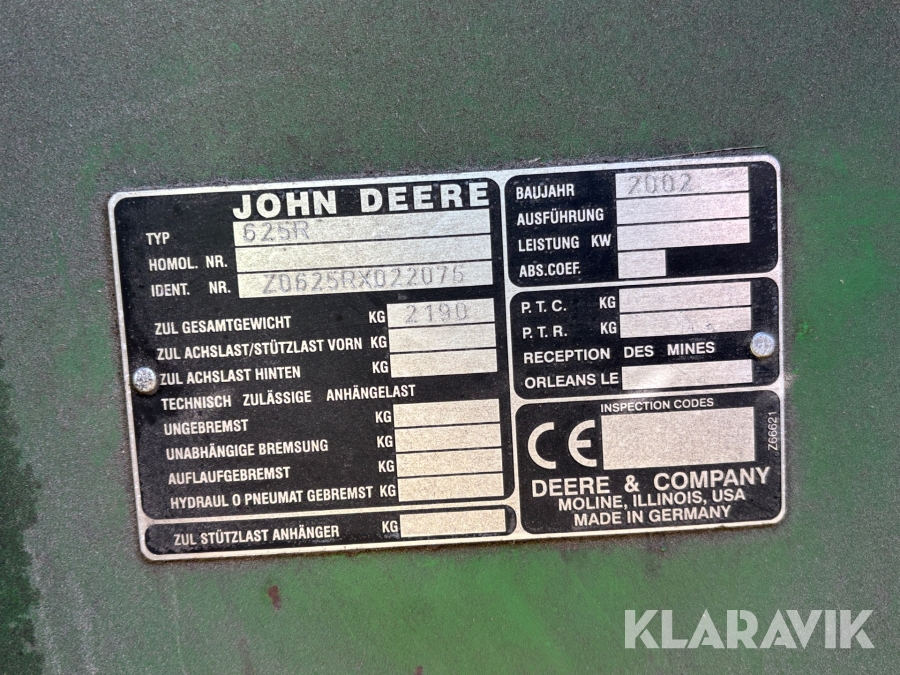 JOHN DEERE
TYP 625R
HOMOL. NR.
IDENT. NR. Z0625RX022075
ZUL GESAMTGEWICHT KG 2190
ZUL ACHSLAST/STÜTZLAST VORN KG
ZUL ACHSLAST HINTEN KG
TECHNISCH ZULÄSSIGE ANHÄNGELAST
UNGEBREMST KG
UNABHÄNGIGE BREMSUNG KG
AUFLAUFGEBREMST KG
HYDRAUL O PNEUMAT GEBREMST KG
ZUL STÜTZLAST ANHÄNGER KG
BAUJAHR 2002
AUSFÜHRUNG
LEISTUNG KW
ABS.COEF.
P.T.C. KG
P.T.R. KG
RECEPTION DES MINES
ORLEANS LE
INSPECTION CODES
CE
Z66621
DEERE & COMPANY
MOLINE, ILLINOIS, USA
MADE IN GERMANY
KLARAVIK